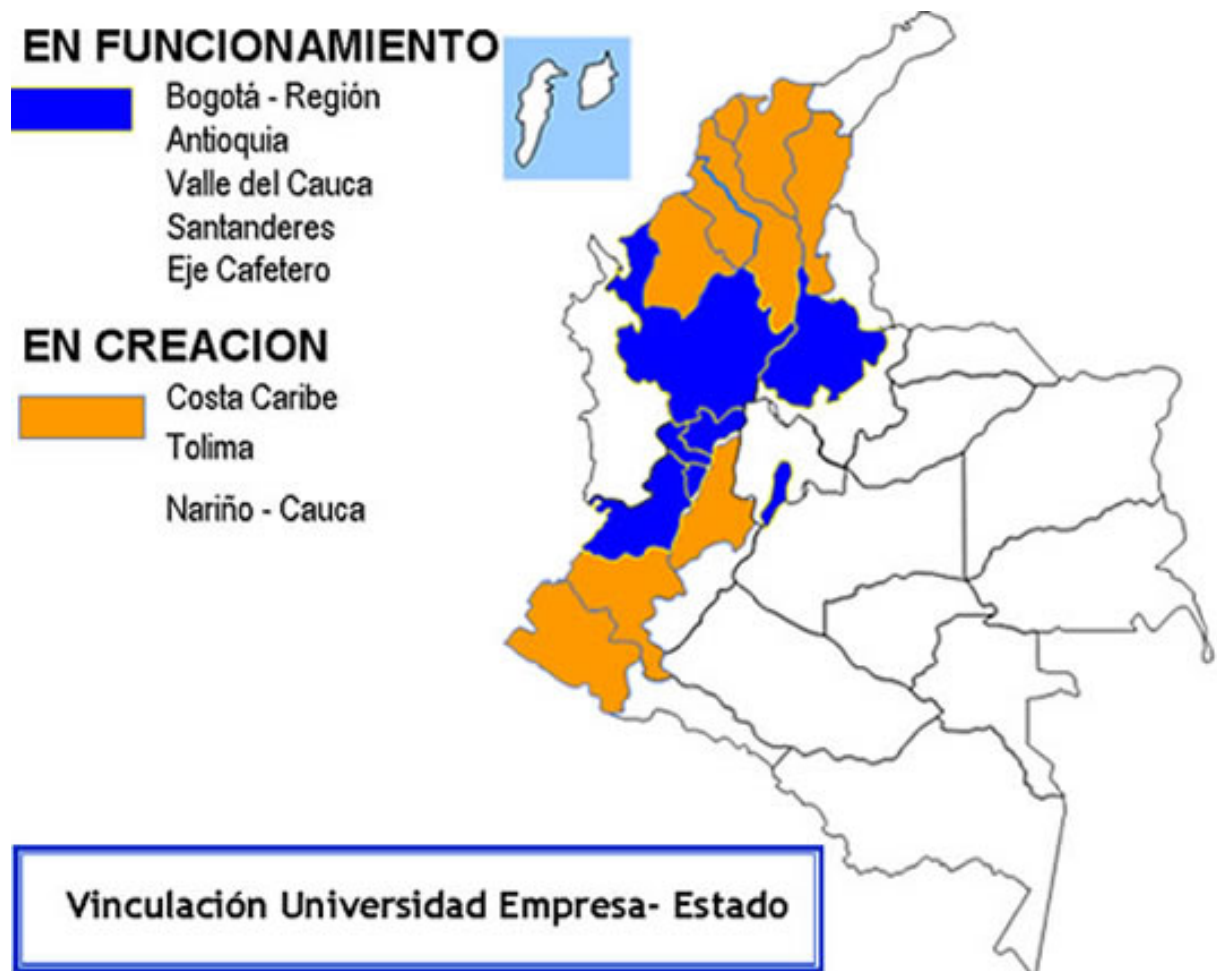 EN FUNCIONAMIENTO
Bogotá - Región
Antioquia
Valle del Cauca
Santanderes
Eje Cafetero
EN CREACION
Costa Caribe
Tolima
Nariño - Cauca
Vinculación Universidad Empresa- Estado